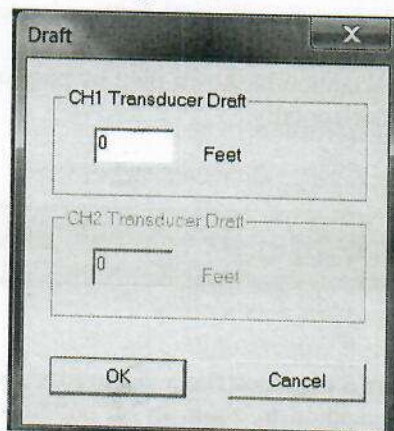 Draft
X
CH1 Transducer Draft
0 Feet
CH2 Transducer Draft
0 Feet
OK Cancel